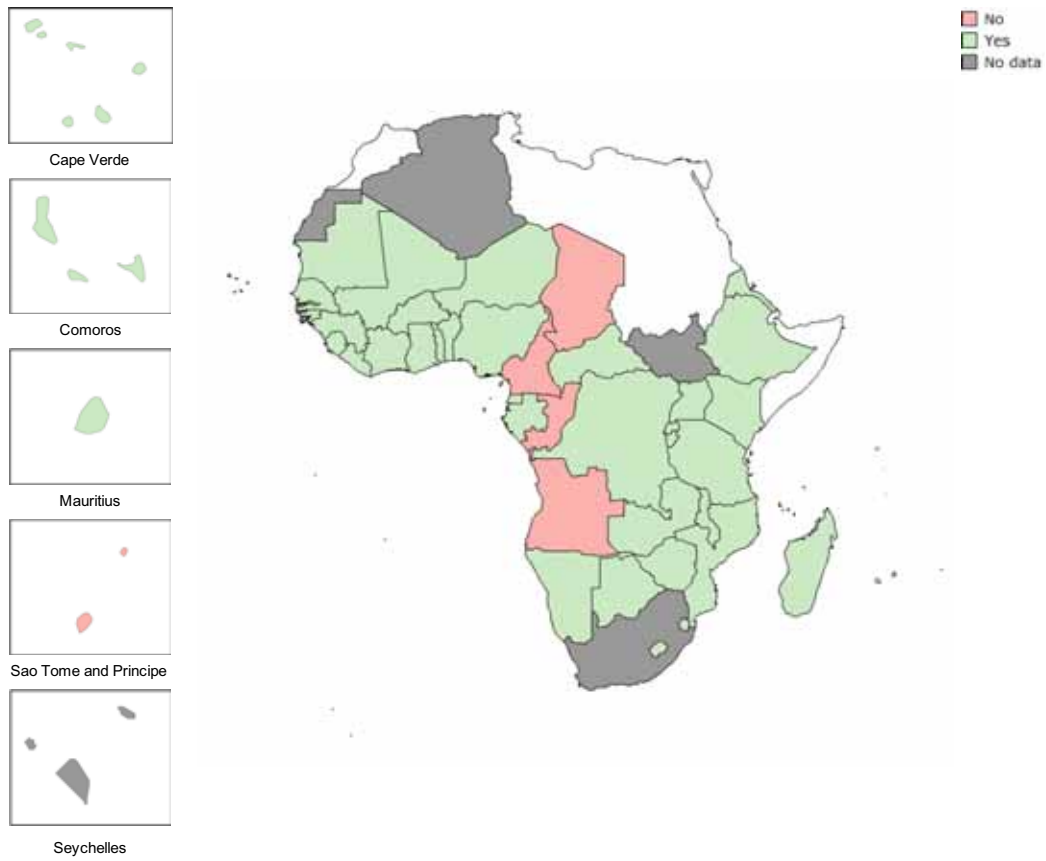 No
Yes
No data
Cape Verde
Comoros
Mauritius
Sao Tome and Principe
Seychelles